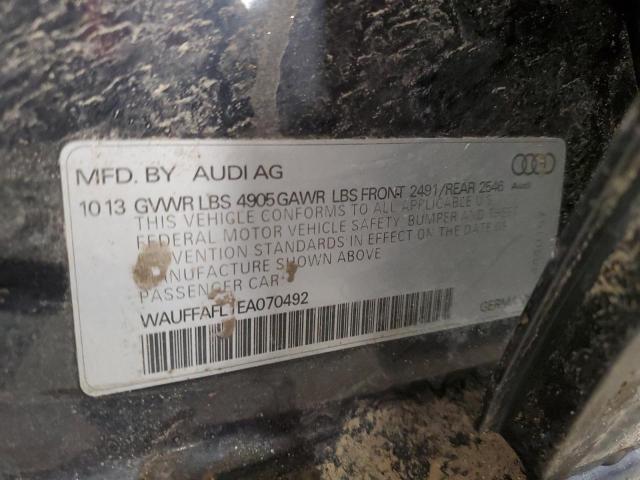 MFD. BY AUDI AG
10 13 GVWR LBS 4905 GAWR LBS FRONT 2491/REAR 2546 Audi
THIS VEHICLE CONFORMS TO ALL APPLICABLE U.S.
FEDERAL MOTOR VEHICLE SAFETY, BUMPER AND THEFT
PREVENTION STANDARDS IN EFFECT ON THE DATE OF
MANUFACTURE SHOWN ABOVE
PASSENGER CAR